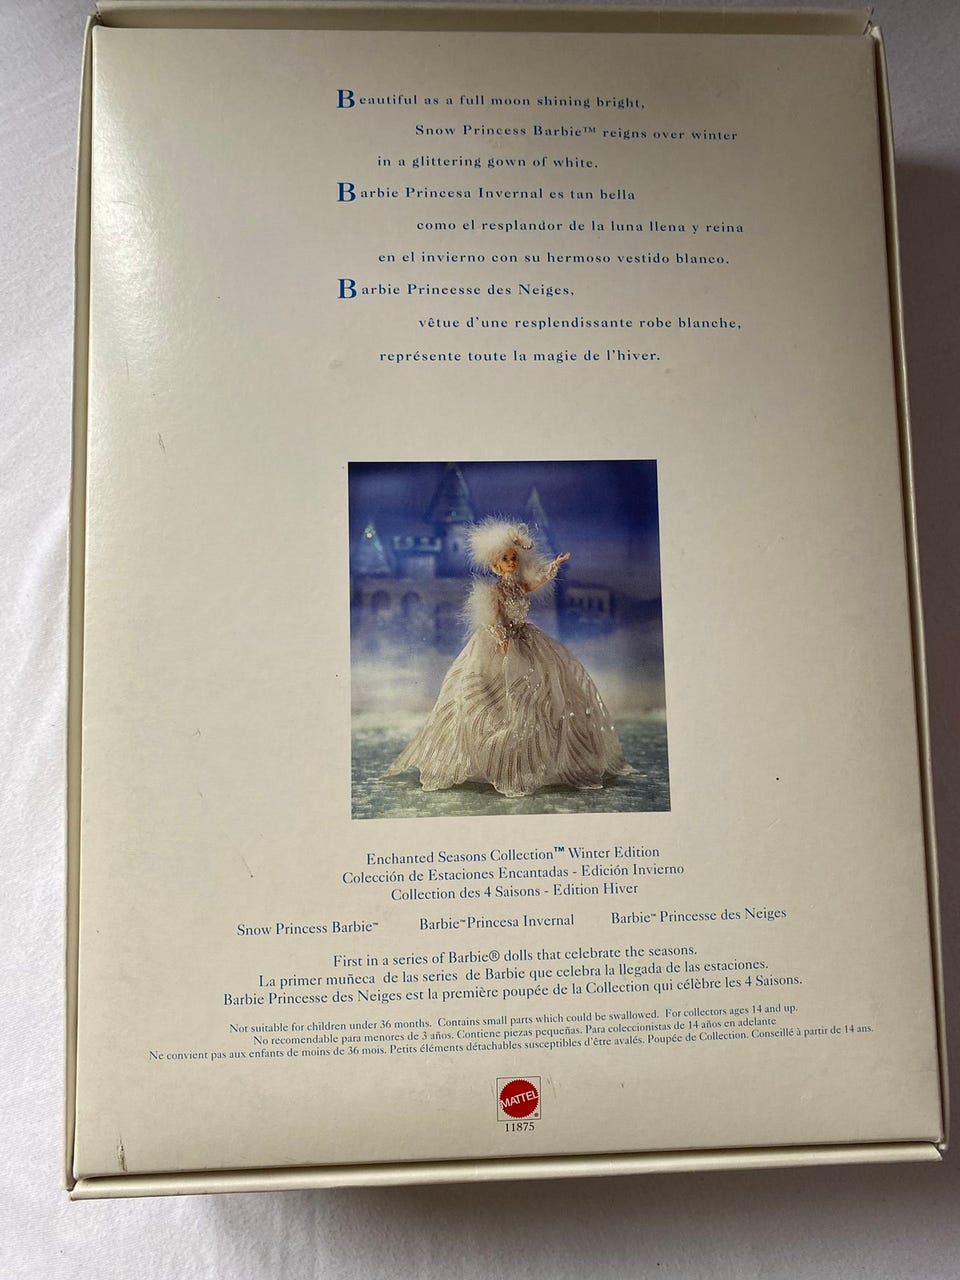 Beautiful as a full moon shining bright,
Snow Princess Barbie™ reigns over winter
in a glittering gown of white.
Barbie Princesa Invernal es tan bella
como el resplandor de la luna llena y reina
en el invierno con su hermoso vestido blanco.
Barbie Princesse des Neiges,
vêtue d'une resplendissante robe blanche,
représente toute la magie de l'hiver.
Enchanted Seasons Collection™ Winter Edition
Colección de Estaciones Encantadas - Edición Invierno
Collection des 4 Saisons - Edition Hiver
Snow Princess Barbie™ Barbie™ Princesa Invernal Barbie™ Princesse des Neiges
First in a series of Barbie® dolls that celebrate the seasons.
La primer muñeca de las series de Barbie que celebra la llegada de las estaciones.
Barbie Princesse des Neiges est la première poupée de la Collection qui célèbre les 4 Saisons.
Not suitable for children under 36 months. Contains small parts which could be swallowed. For collectors ages 14 and up.
No recomendable para menores de 3 años. Contiene piezas pequeñas. Para coleccionistas de 14 años en adelante
Ne convient pas aux enfants de moins de 36 mois. Petits éléments détachables susceptibles d'être avalés. Poupée de Collection. Conseillé à partir de 14 ans.
MATTEL®
11875